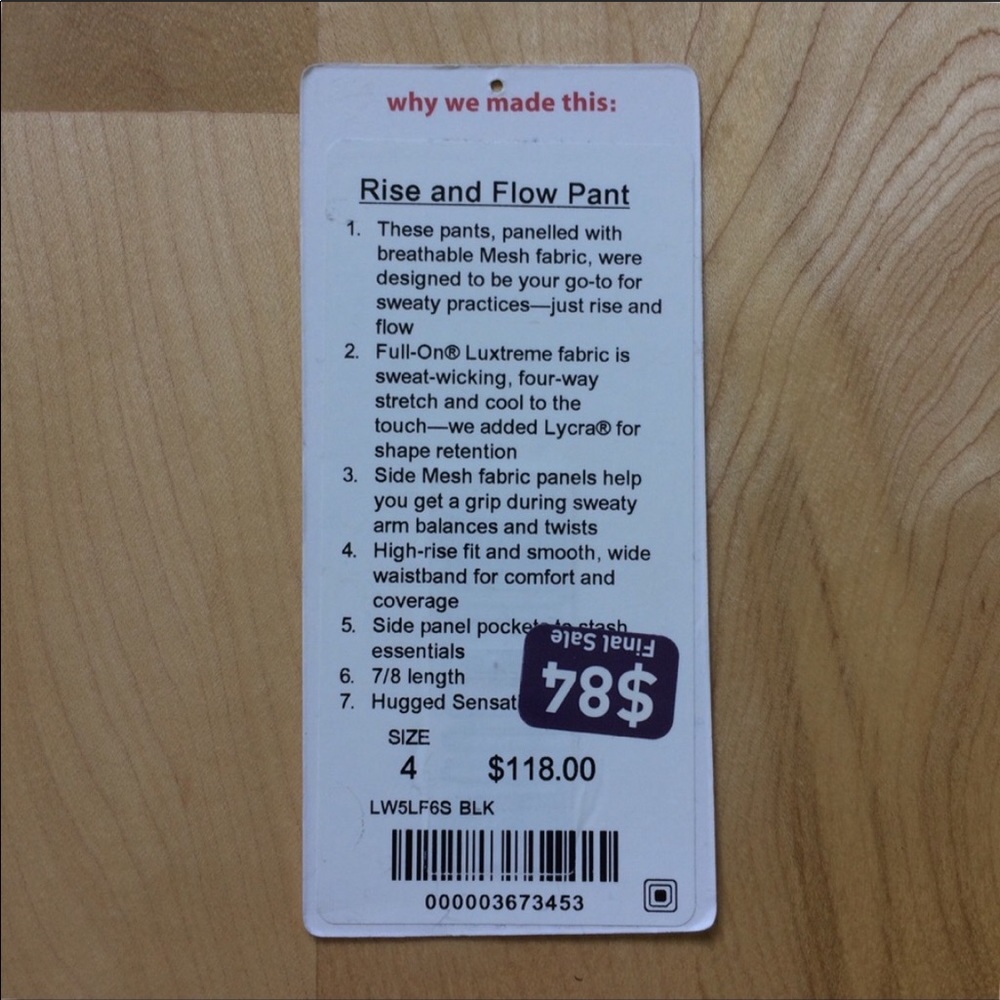 why we made this:
Rise and Flow Pant
1. These pants, panelled with
breathable Mesh fabric, were
designed to be your go-to for
sweaty practices—just rise and
flow
2. Full-On® Luxtreme fabric is
sweat-wicking, four-way
stretch and cool to the
touch—we added Lycra® for
shape retention
3. Side Mesh fabric panels help
you get a grip during sweaty
arm balances and twists
4. High-rise fit and smooth, wide
waistband for comfort and
coverage
5. Side panel pockets to stash
essentials
6. 7/8 length
7. Hugged
Final Sale
$84
SIZE
4 $118.00
LW5LF6S BLK
000003673453